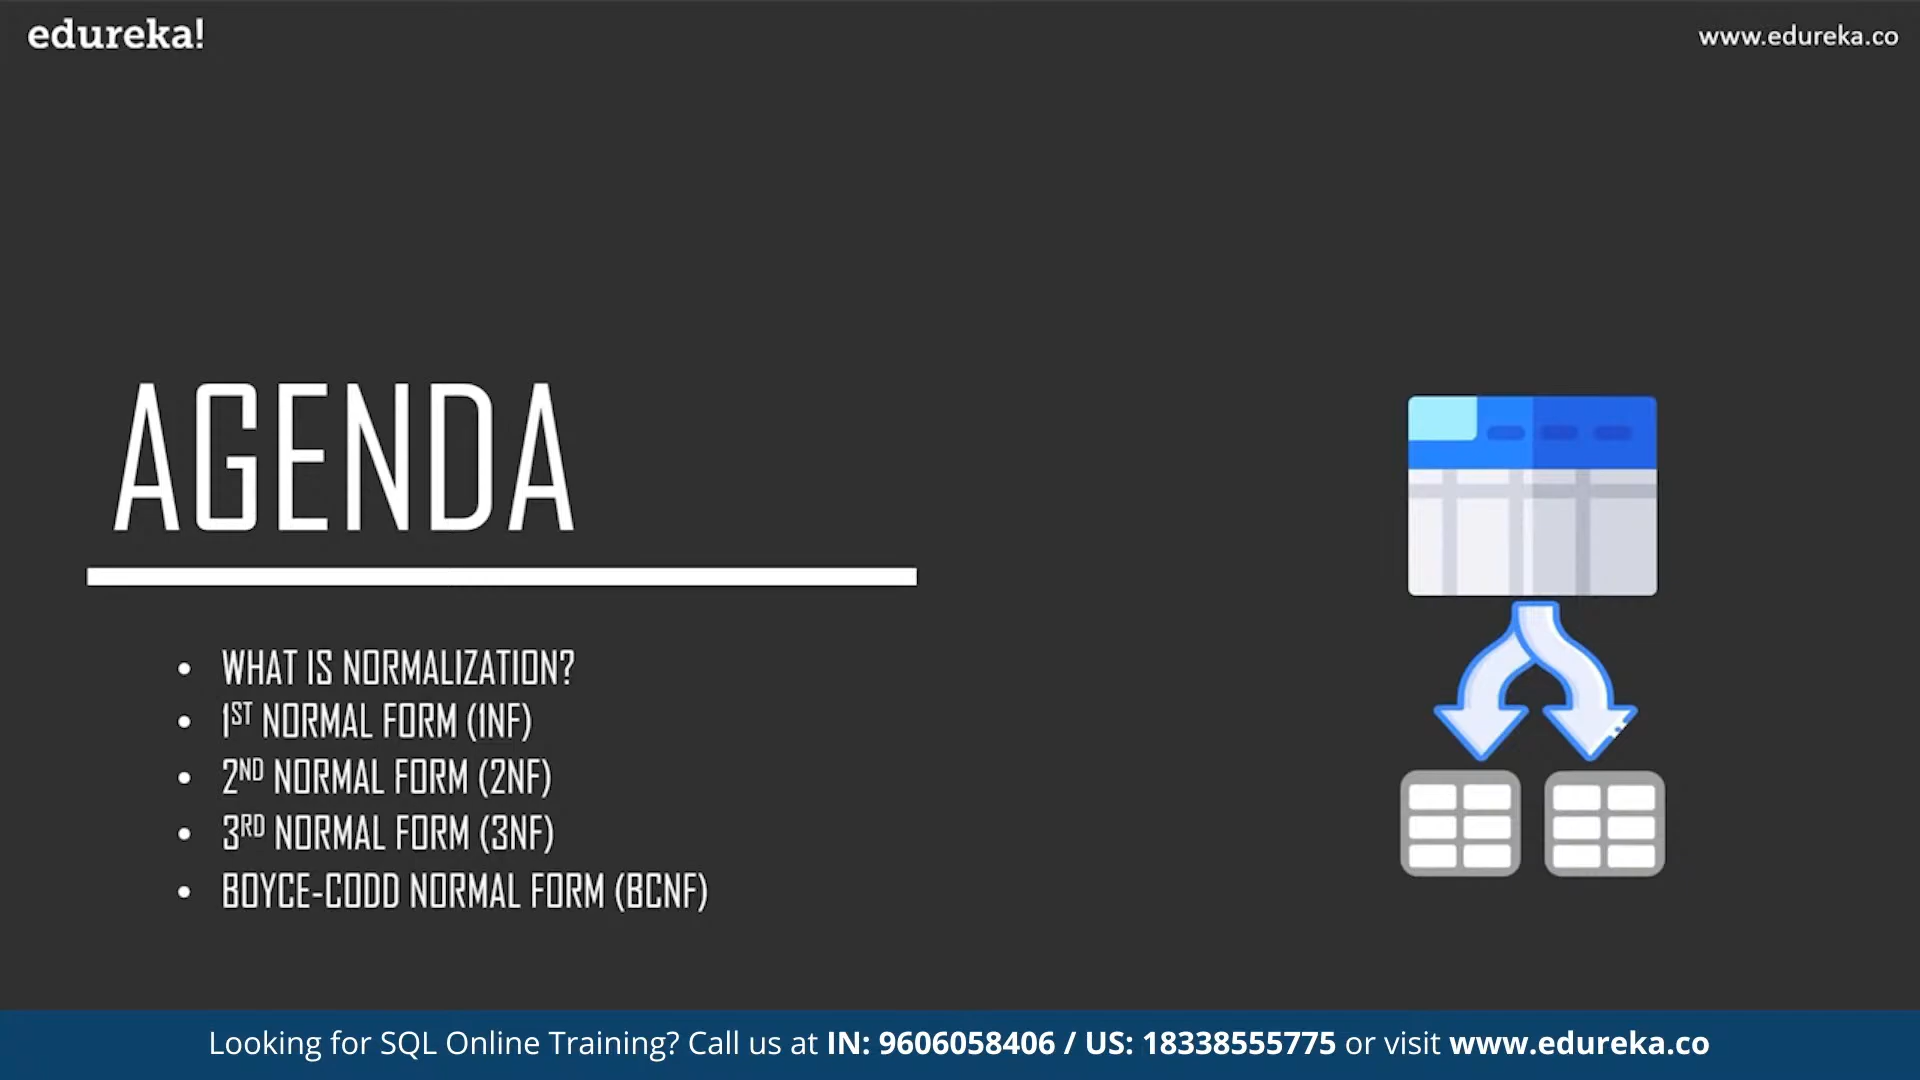 edureka!
www.edureka.co
AGENDA
• WHAT IS NORMALIZATION?
• 1ST NORMAL FORM (1NF)
• 2ND NORMAL FORM (2NF)
• 3RD NORMAL FORM (3NF)
• BOYCE-CODD NORMAL FORM (BCNF)
Looking for SQL Online Training? Call us at IN: 9606058406 / US: 18338555775 or visit www.edureka.co